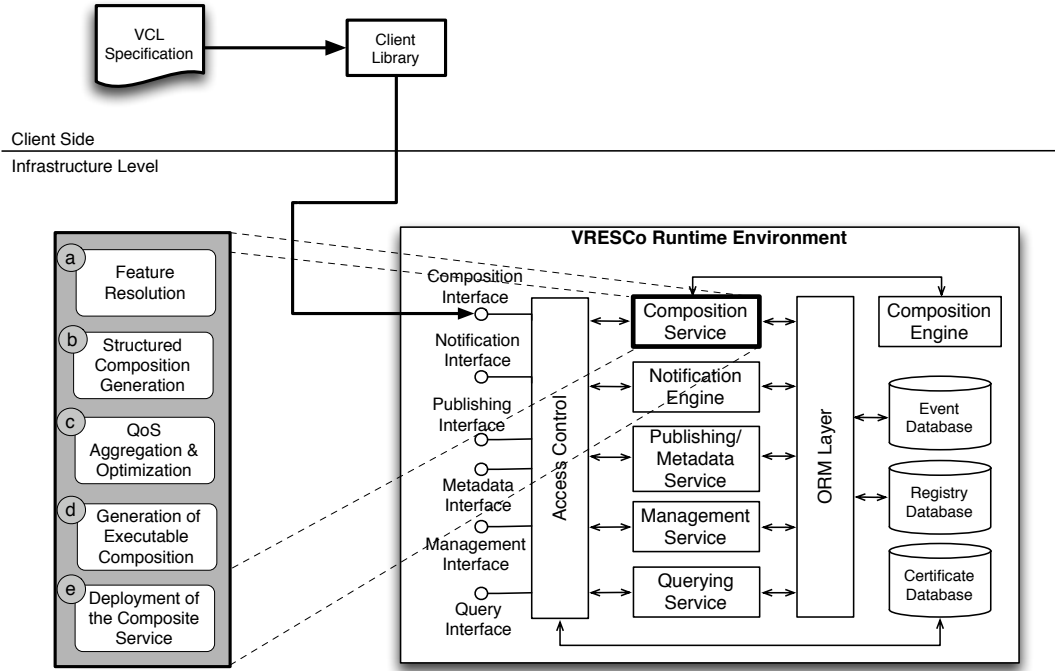 VCL
Specification
Client
Library
Client Side
Infrastructure Level
a
Feature
Resolution
b
Structured
Composition
Generation
c
QoS
Aggregation &
Optimization
d
Generation of
Executable
Composition
e
Deployment of
the Composite
Service
VRESCo Runtime Environment
Composition
Interface
Notification
Interface
Publishing
Interface
Metadata
Interface
Management
Interface
Query
Interface
Access Control
Composition
Service
Notification
Engine
Publishing/
Metadata
Service
Management
Service
Querying
Service
ORM Layer
Composition
Engine
Event
Database
Registry
Database
Certificate
Database